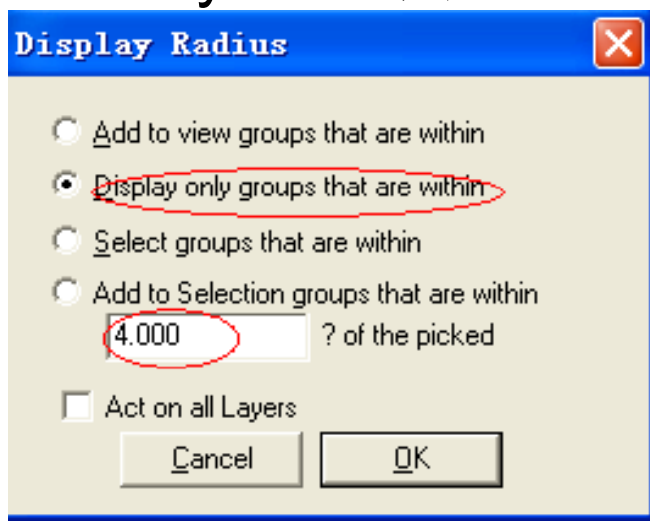 Display Radius
Add to view groups that are within
Display only groups that are within
Select groups that are within
Add to Selection groups that are within
4.000 ? of the picked
Act on all Layers
Cancel OK